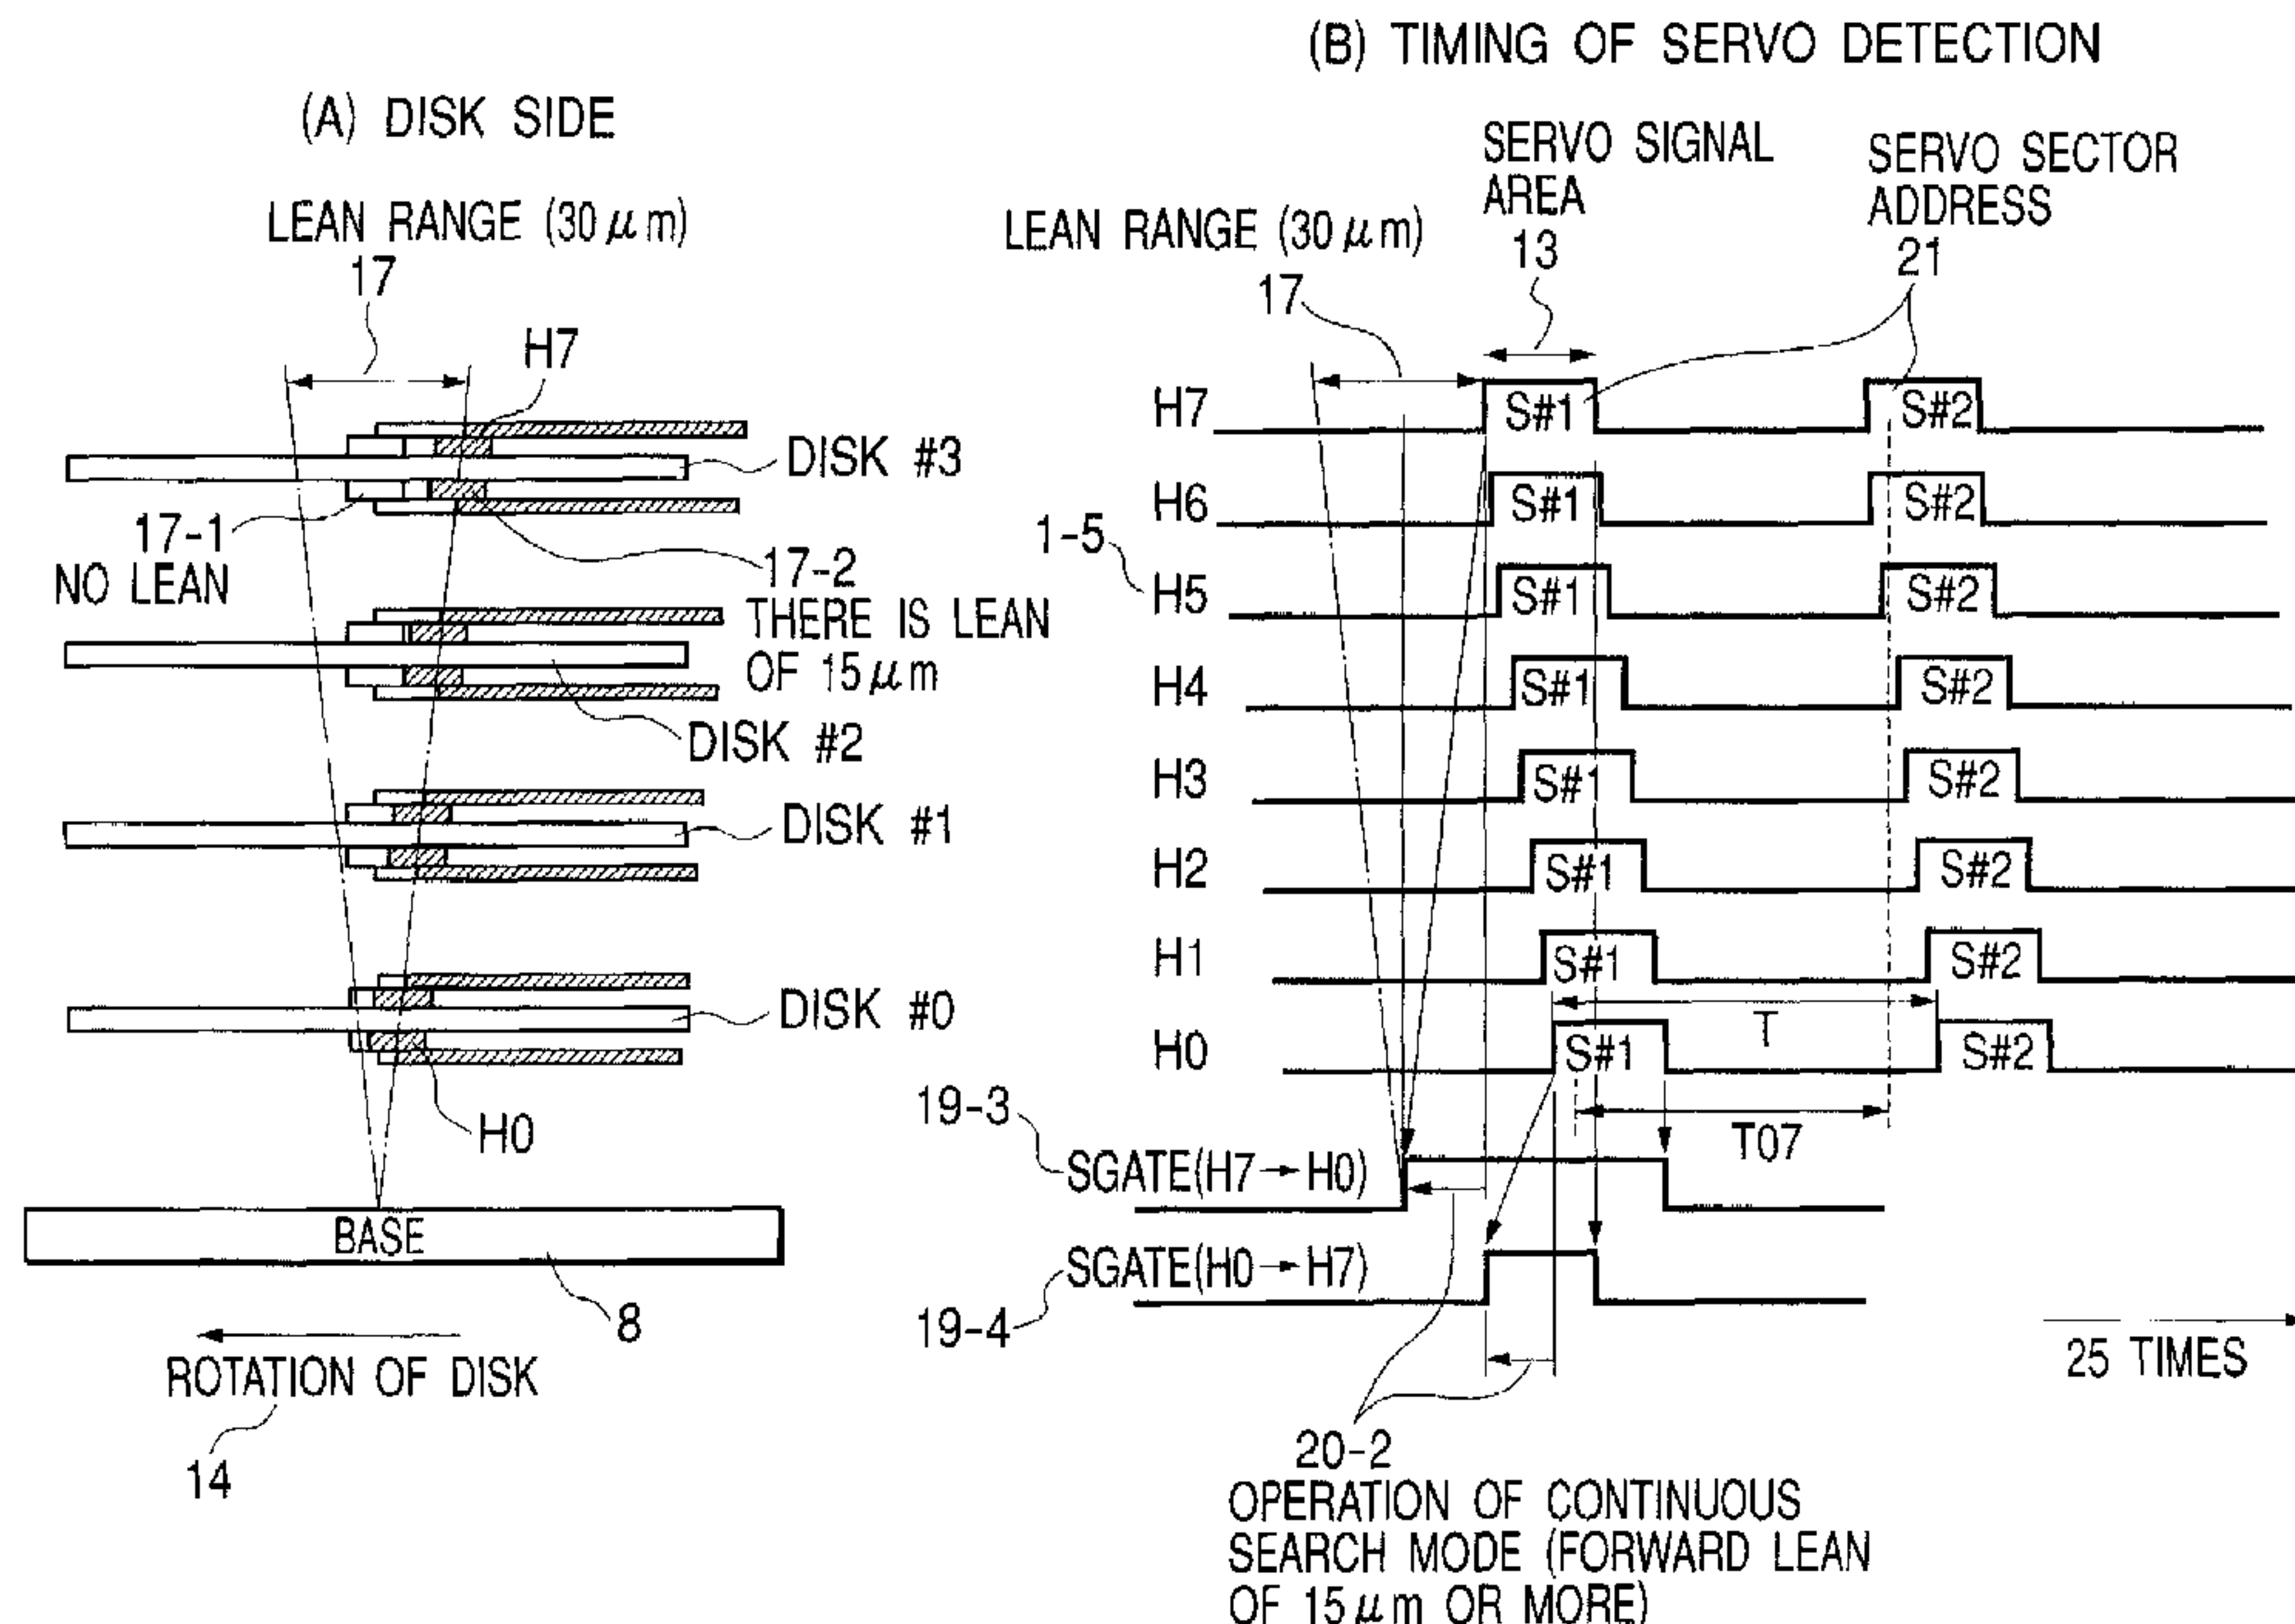 (A) DISK SIDE
LEAN RANGE (30 μm)
17
H7
DISK #3
17-1
NO LEAN
17-2
THERE IS LEAN
OF 15 μm
DISK #2
DISK #1
DISK #0
H0
BASE
8
ROTATION OF DISK
14
(B) TIMING OF SERVO DETECTION
SERVO SIGNAL
AREA
13
SERVO SECTOR
ADDRESS
21
LEAN RANGE (30 μm)
17
H7 S#1 S#2
H6 S#1 S#2
1-5
H5 S#1 S#2
H4 S#1 S#2
H3 S#1 S#2
H2 S#1 S#2
H1 S#1 S#2
T
H0 S#1 S#2
T07
19-3
SGATE(H7→H0)
SGATE(H0→H7)
19-4
25 TIMES
20-2
OPERATION OF CONTINUOUS
SEARCH MODE (FORWARD LEAN
OF 15 μm OR MORE)